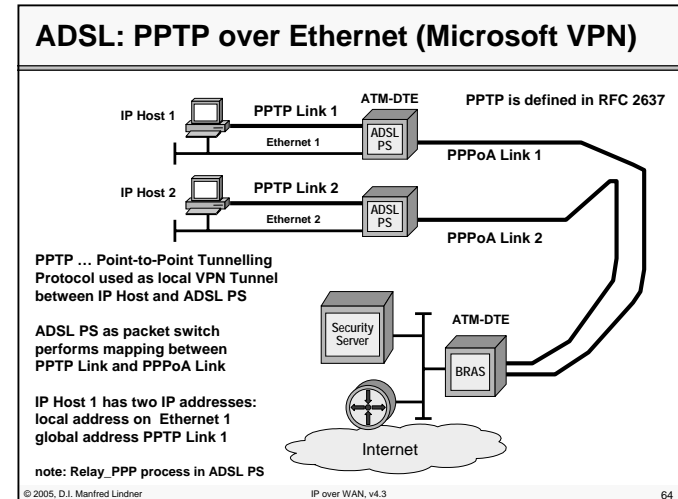 ADSL: PPTP over Ethernet (Microsoft VPN)
ATM-DTE
PPTP is defined in RFC 2637
IP Host 1
PPTP Link 1
ADSL
PS
Ethernet 1
PPPoA Link 1
IP Host 2
PPTP Link 2
ADSL
PS
Ethernet 2
PPPoA Link 2
PPTP … Point-to-Point Tunnelling
Protocol used as local VPN Tunnel
between IP Host and ADSL PS
ADSL PS as packet switch
performs mapping between
PPTP Link and PPPoA Link
IP Host 1 has two IP addresses:
local address on Ethernet 1
global address PPTP Link 1
note: Relay_PPP process in ADSL PS
Security
Server
ATM-DTE
BRAS
Internet
© 2005, D.I. Manfred Lindner
IP over WAN, v4.3
64